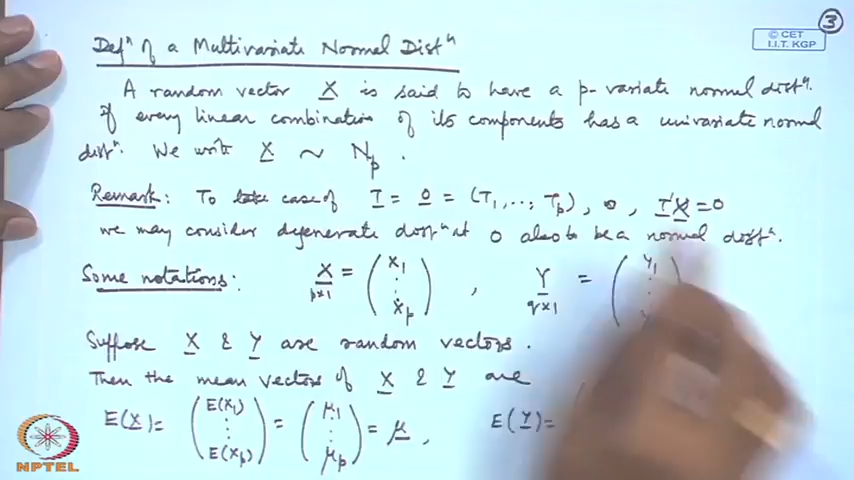 3
© CET
I.I.T. KGP
Defⁿ of a Multivariate Normal Distⁿ
A random vector X is said to have a p-variate normal distⁿ.
if every linear combination of its components has a univariate normal
distⁿ. We write X ~ Nₚ.
Remark: To take case of T = 0 = (T₁, ..., Tₚ), 0, T'X = 0
we may consider degenerate distⁿ at 0 also to be a normal distⁿ.
Some notations: X p×1 = (X₁ ⋮ Xₚ), Y q×1 = (Y₁ ⋮
Suppose X & Y are random vectors.
Then the mean vectors of X & Y are
E(X) = (E(X₁) ⋮ E(Xₚ)) = (μ₁ ⋮ μₚ) = μ, E(Y) =
NPTEL